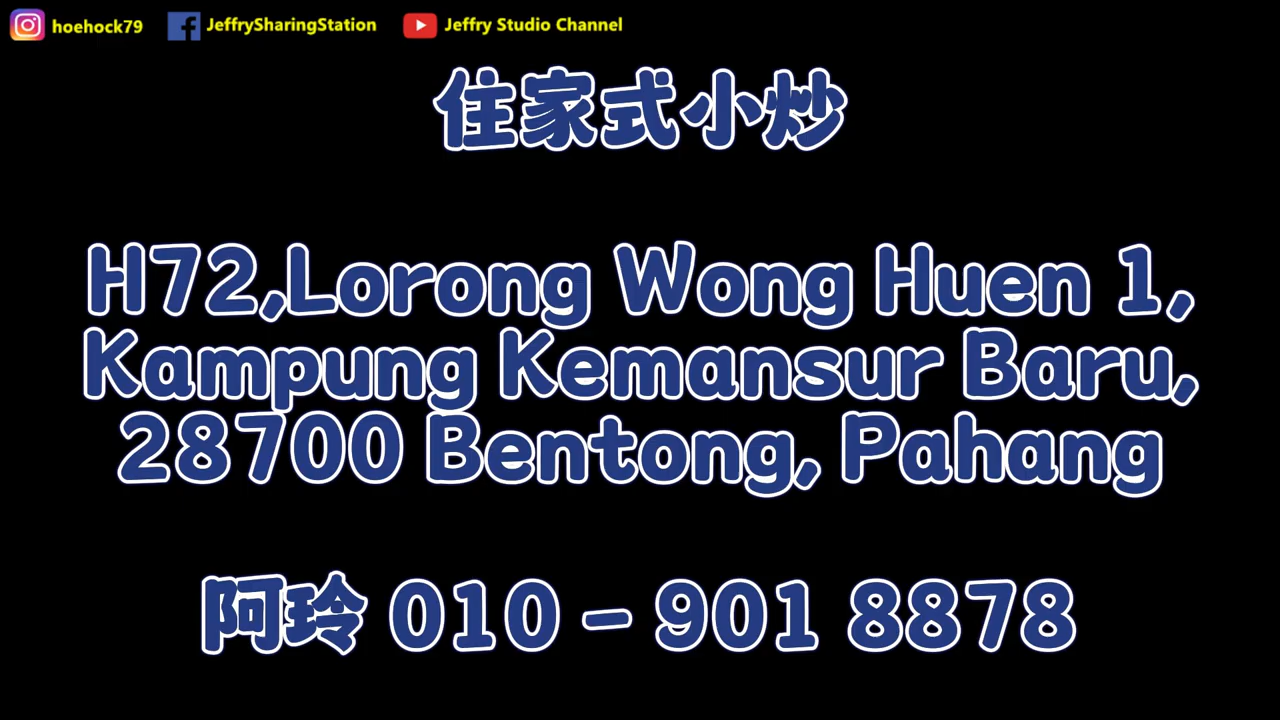 hoehock79 JeffrySharingStation Jeffry Studio Channel
住家式小炒
H72,Lorong Wong Huen 1,
Kampung Kemansur Baru,
28700 Bentong, Pahang
阿玲 010 - 901 8878